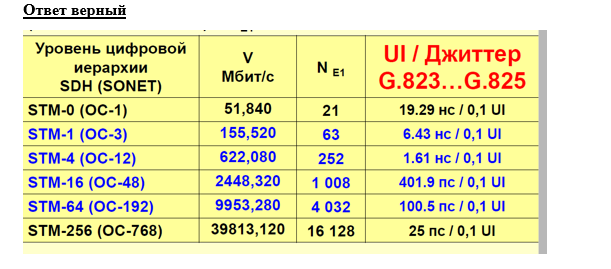 Ответ верный
Уровень цифровой иерархии SDH (SONET) V Мбит/с N E1 UI / Джиттер G.823…G.825
STM-0 (OC-1) 51,840 21 19.29 нс / 0,1 UI
STM-1 (OC-3) 155,520 63 6.43 нс / 0,1 UI
STM-4 (OC-12) 622,080 252 1.61 нс / 0,1 UI
STM-16 (OC-48) 2448,320 1 008 401.9 пс / 0,1 UI
STM-64 (OC-192) 9953,280 4 032 100.5 пс / 0,1 UI
STM-256 (OC-768) 39813,120 16 128 25 пс / 0,1 UI